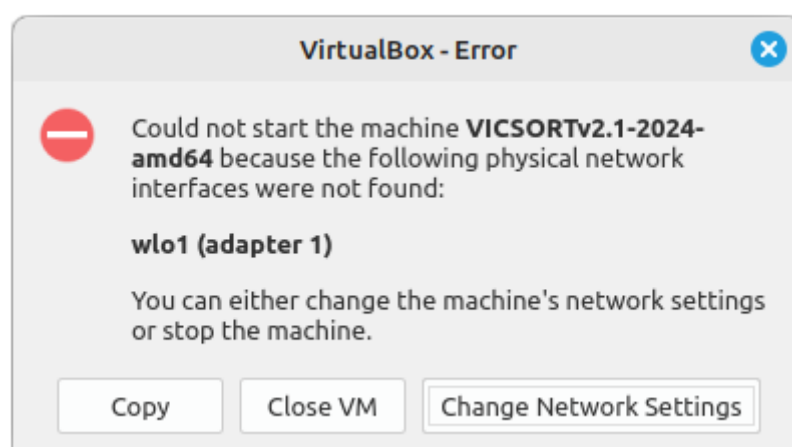 VirtualBox - Error
Could not start the machine VICSORTv2.1-2024-
amd64 because the following physical network
interfaces were not found:
wlo1 (adapter 1)
You can either change the machine's network settings
or stop the machine.
Copy
Close VM
Change Network Settings